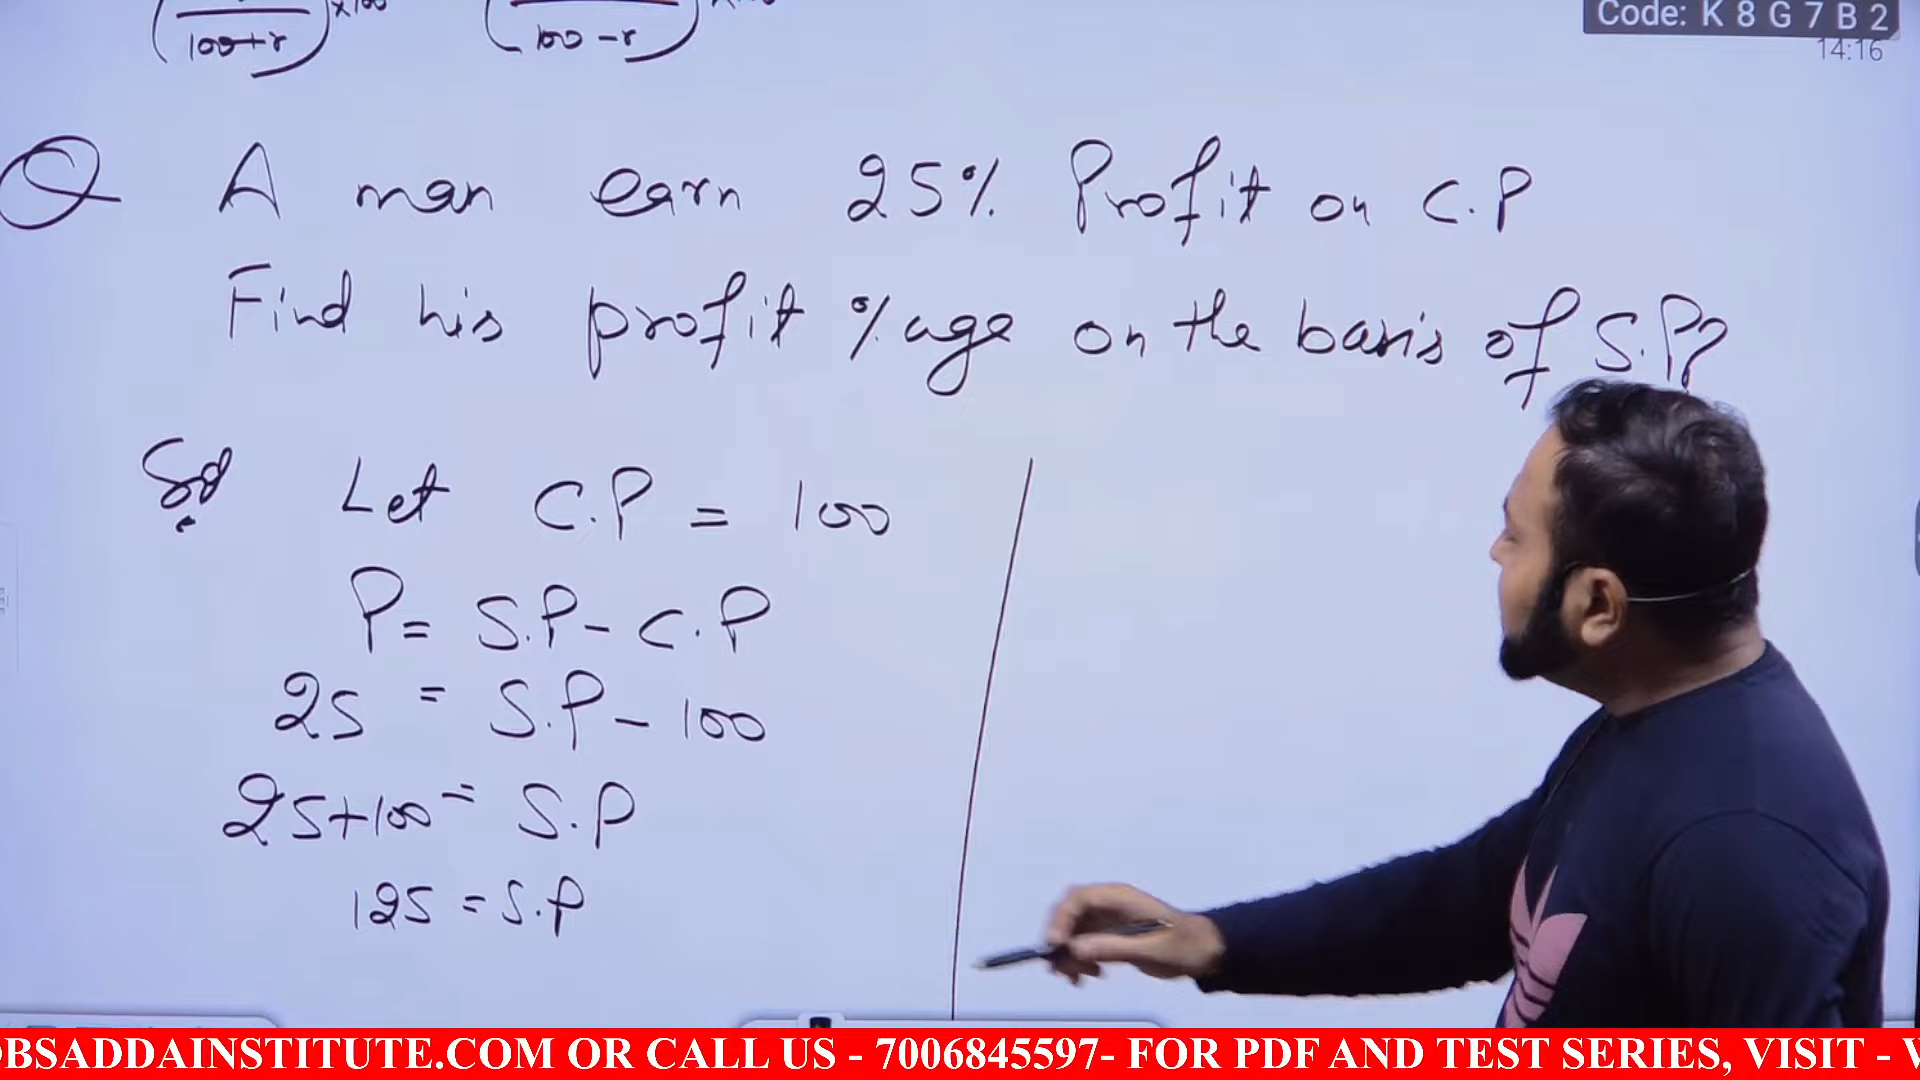 Code: K 8 G 7 B 2
14:16
100+r ×100 100-r
Q A man earn 25% Profit on C.P
Find his profit %age on the basis of S.P?
Sol Let C.P = 100
P = S.P - C.P
25 = S.P - 100
25+100 = S.P
125 = S.P
OBSADDAINSTITUTE.COM OR CALL US - 7006845597- FOR PDF AND TEST SERIES, VISIT -